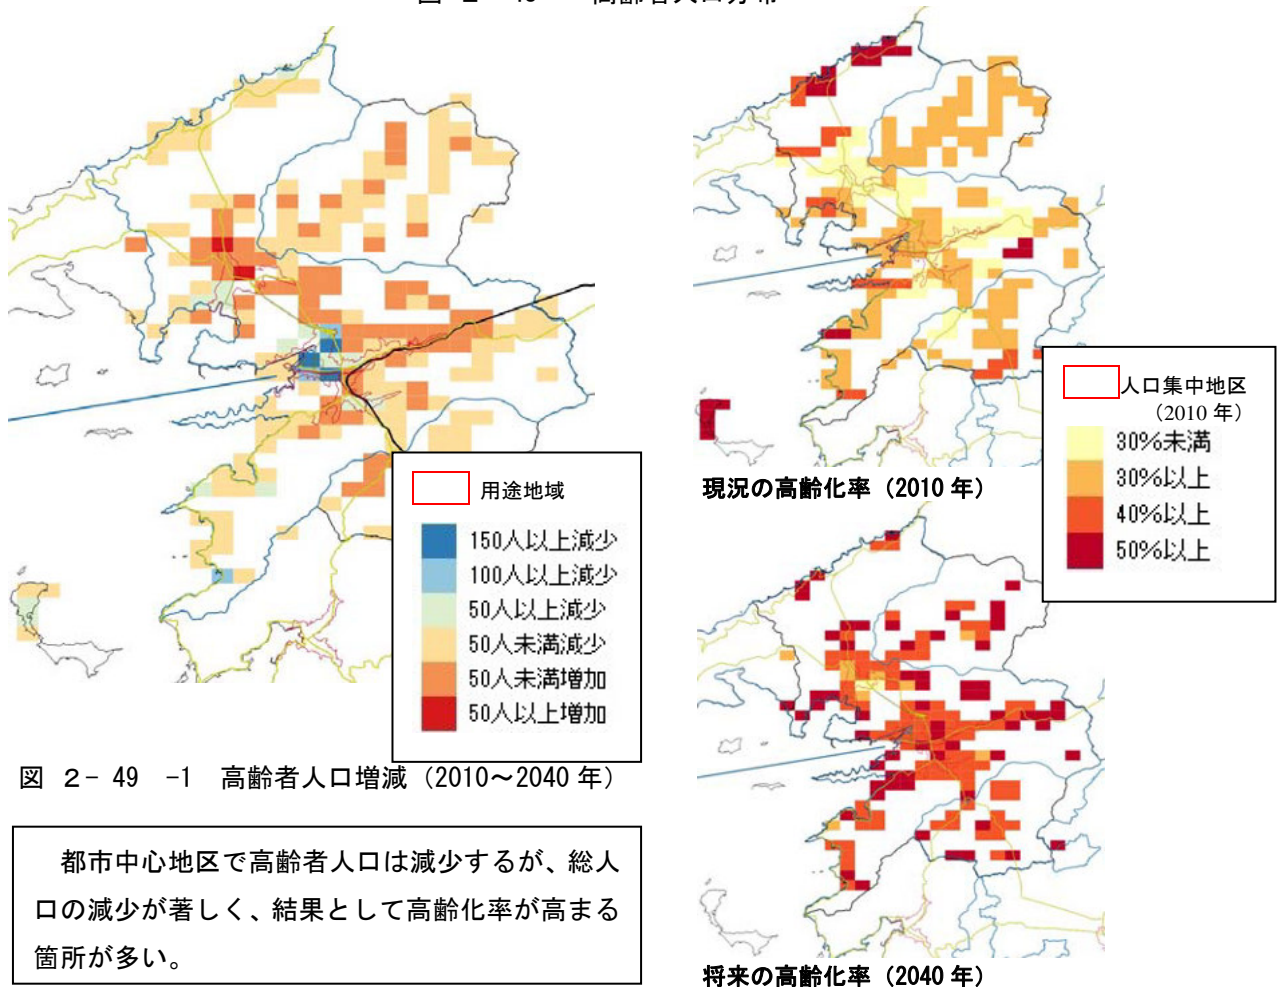 用途地域
150人以上減少
100人以上減少
50人以上減少
50人未満減少
50人未満増加
50人以上増加
図 2- 49 -1 高齢者人口増減（2010～2040 年）
都市中心地区で高齢者人口は減少するが、総人
口の減少が著しく、結果として高齢化率が高まる
箇所が多い。
人口集中地区
（2010 年）
30%未満
30%以上
40%以上
50%以上
現況の高齢化率（2010 年）
将来の高齢化率（2040 年）